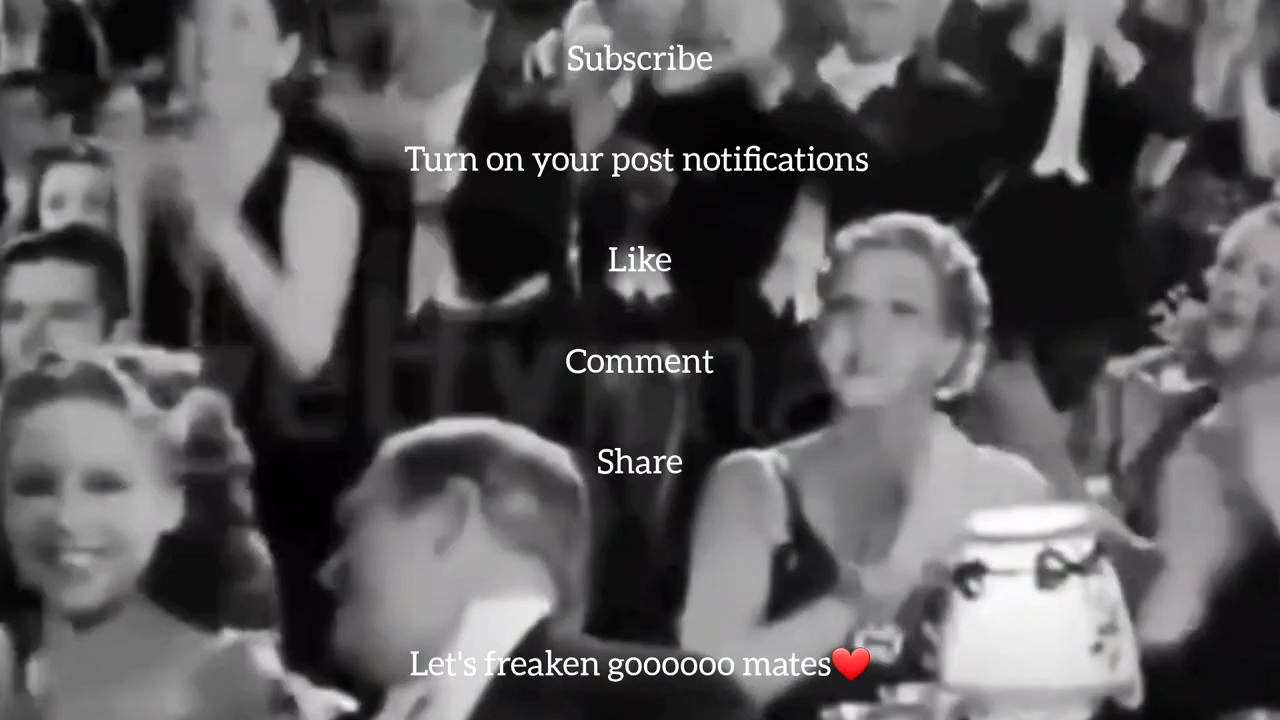 Subscribe
Turn on your post notifications
Like
Comment
Share
Let's freaken goooooo mates❤️